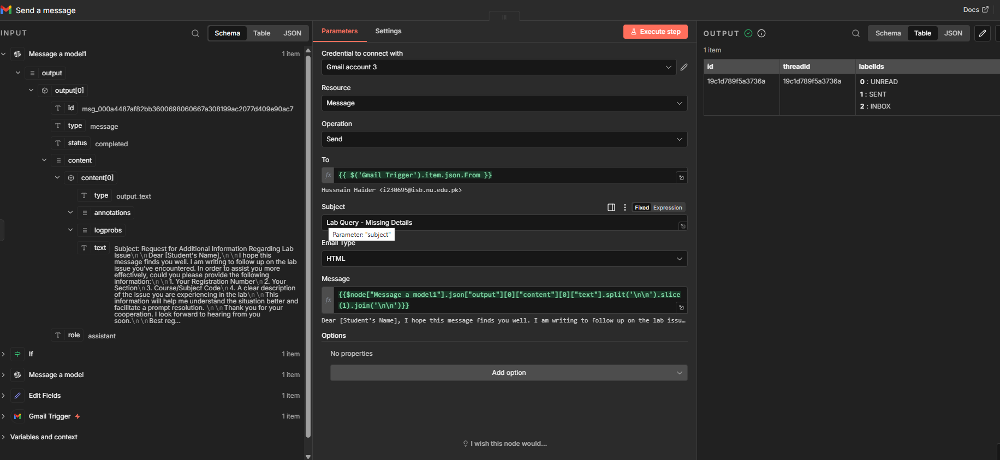 Send a message
Docs
INPUT
Schema
Table
JSON
Message a model1
1 item
output
output[0]
T id msg_000a4487af82bb3600698060667a308199ac2077d409e90ac7
T type message
T status completed
content
content[0]
T type output_text
annotations
logprobs
T text Subject: Request for Additional Information Regarding Lab
Issue\n\nDear [Student's Name],\n\nI hope this
message finds you well. I am writing to follow up on the lab
issue you've encountered. In order to assist you more
effectively, could you please provide the following
information:\n\n1. Your Registration Number\n2. Your
Section\n3. Course/Subject Code\n4. A clear description
of the issue you are experiencing in the lab\n\nThis
information will help me understand the situation better and
facilitate a prompt resolution. \n\nThank you for your
cooperation. I look forward to hearing from you
soon.\n\nBest reg...
T role assistant
If
1 item
Message a model
1 item
Edit Fields
1 item
Gmail Trigger
1 item
Variables and context
Parameters
Settings
Execute step
Credential to connect with
Gmail account 3
Resource
Message
Operation
Send
To
fx {{ $('Gmail Trigger').item.json.From }}
Hussnain Haider <i230695@isb.nu.edu.pk>
Subject
Fixed
Expression
Lab Query - Missing Details
Parameter: "subject"
Email Type
HTML
Message
fx {{$node["Message a model1"].json["output"][0]["content"][0]["text"].split('\n\n').slice
(1).join('\n\n')}}
Dear [Student's Name], I hope this message finds you well. I am writing to follow up on the lab issu…
Options
No properties
Add option
I wish this node would...
OUTPUT
Schema
Table
JSON
1 item
id
threadId
labelIds
19c1d789f5a3736a
19c1d789f5a3736a
0 : UNREAD
1 : SENT
2 : INBOX